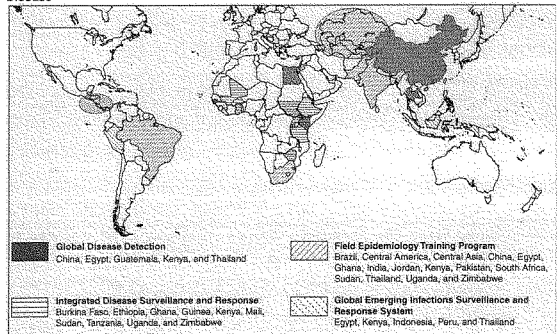 Global Disease Detection
China, Egypt, Guatemala, Kenya, and Thailand
Field Epidemiology Training Program
Brazil, Central America, Central Asia, China, Egypt,
Ghana, India, Jordan, Kenya, Pakistan, South Africa,
Sudan, Thailand, Uganda, and Zimbabwe
Integrated Disease Surveillance and Response
Burkina Faso, Ethiopia, Ghana, Guinea, Kenya, Mali,
Sudan, Tanzania, Uganda, and Zimbabwe
Global Emerging Infections Surveillance and
Response System
Egypt, Kenya, Indonesia, Peru, and Thailand